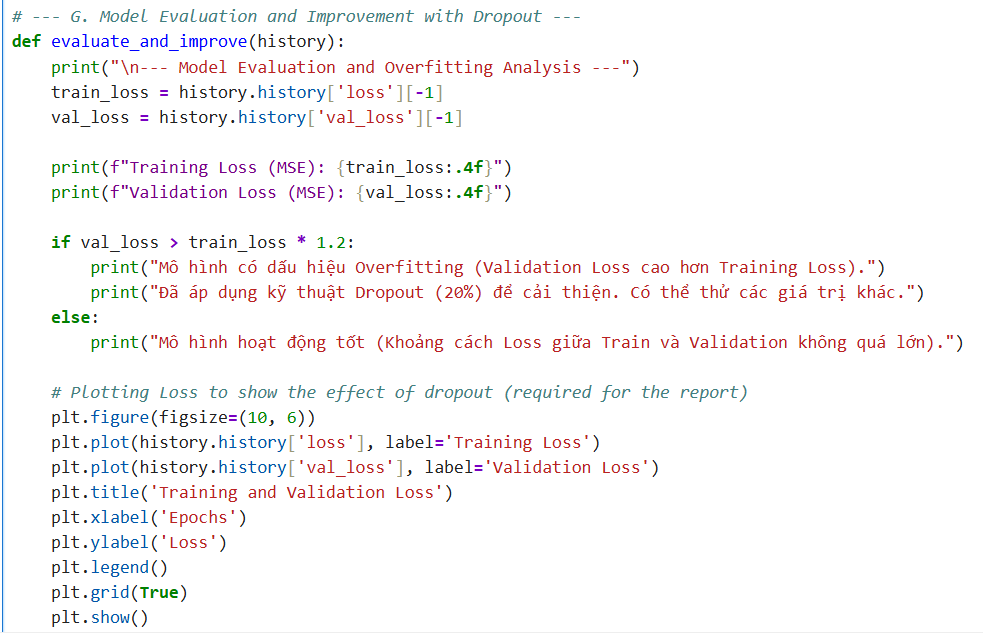 # --- G. Model Evaluation and Improvement with Dropout ---
def evaluate_and_improve(history):
    print("\n--- Model Evaluation and Overfitting Analysis ---")
    train_loss = history.history['loss'][-1]
    val_loss = history.history['val_loss'][-1]

    print(f"Training Loss (MSE): {train_loss:.4f}")
    print(f"Validation Loss (MSE): {val_loss:.4f}")

    if val_loss > train_loss * 1.2:
        print("Mô hình có dấu hiệu Overfitting (Validation Loss cao hơn Training Loss).")
        print("Đã áp dụng kỹ thuật Dropout (20%) để cải thiện. Có thể thử các giá trị khác.")
    else:
        print("Mô hình hoạt động tốt (Khoảng cách Loss giữa Train và Validation không quá lớn).")

    # Plotting Loss to show the effect of dropout (required for the report)
    plt.figure(figsize=(10, 6))
    plt.plot(history.history['loss'], label='Training Loss')
    plt.plot(history.history['val_loss'], label='Validation Loss')
    plt.title('Training and Validation Loss')
    plt.xlabel('Epochs')
    plt.ylabel('Loss')
    plt.legend()
    plt.grid(True)
    plt.show()